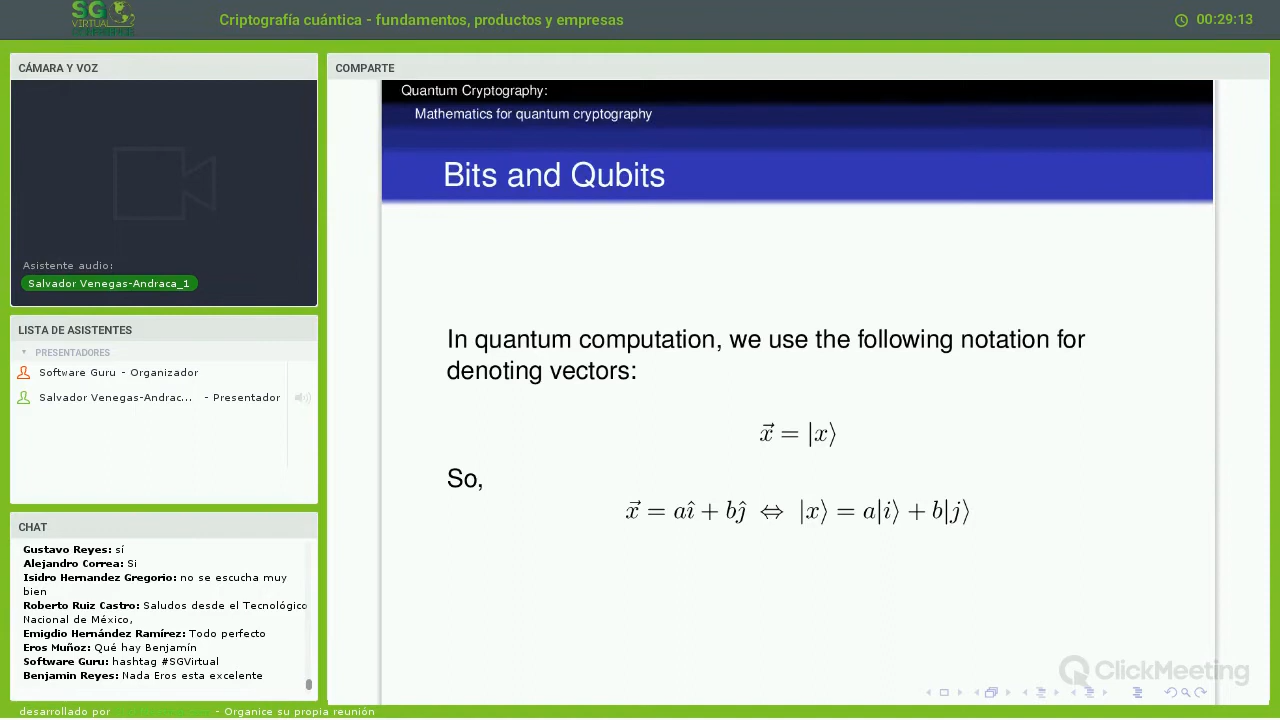 SG
VIRTUAL
CONFERENCE
Criptografía cuántica - fundamentos, productos y empresas
00:29:13
CÁMARA Y VOZ
Asistente audio:
Salvador Venegas-Andraca_1
LISTA DE ASISTENTES
PRESENTADORES
Software Guru - Organizador
Salvador Venegas-Andrac... - Presentador
CHAT
Gustavo Reyes: sí
Alejandro Correa: Si
Isidro Hernandez Gregorio: no se escucha muy
bien
Roberto Ruiz Castro: Saludos desde el Tecnológico
Nacional de México,
Emigdio Hernández Ramírez: Todo perfecto
Eros Muñoz: Qué hay Benjamín
Software Guru: hashtag #SGVirtual
Benjamin Reyes: Nada Eros esta excelente
desarrollado por - Organice su propia reunión
COMPARTE
Quantum Cryptography:
Mathematics for quantum cryptography
Bits and Qubits
In quantum computation, we use the following notation for
denoting vectors:
x⃗ = |x⟩
So,
x⃗ = aî + bĵ ⇔ |x⟩ = a|i⟩ + b|j⟩
ClickMeeting